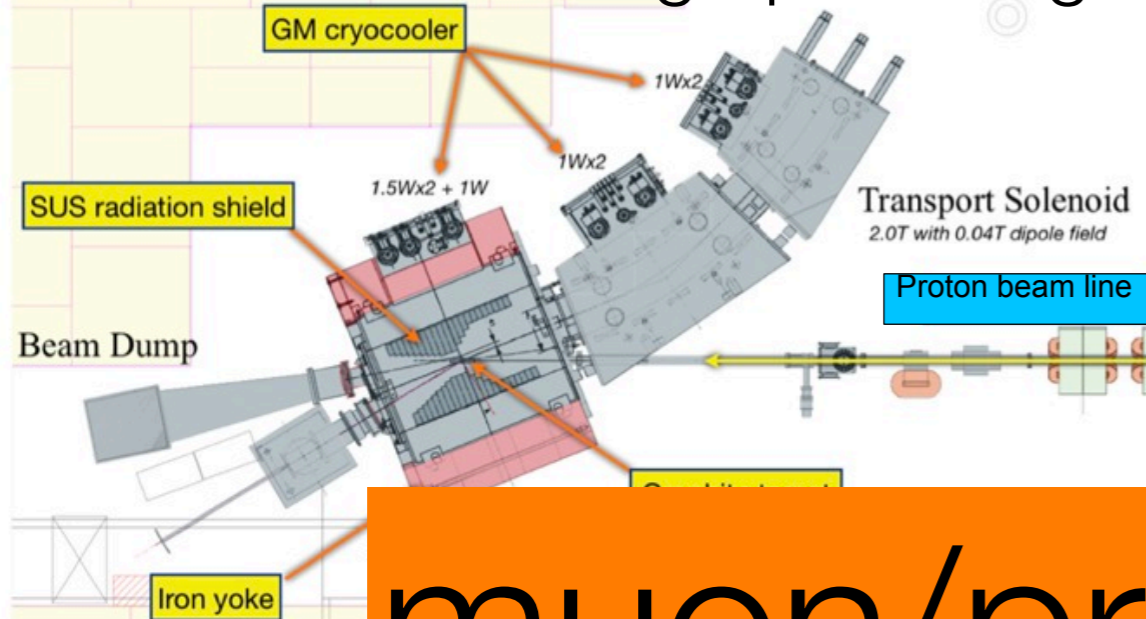 GM cryocooler
1Wx2
1Wx2
1.5Wx2 + 1W
SUS radiation shield
Transport Solenoid
2.0T with 0.04T dipole field
Proton beam line
Beam Dump
Iron yoke